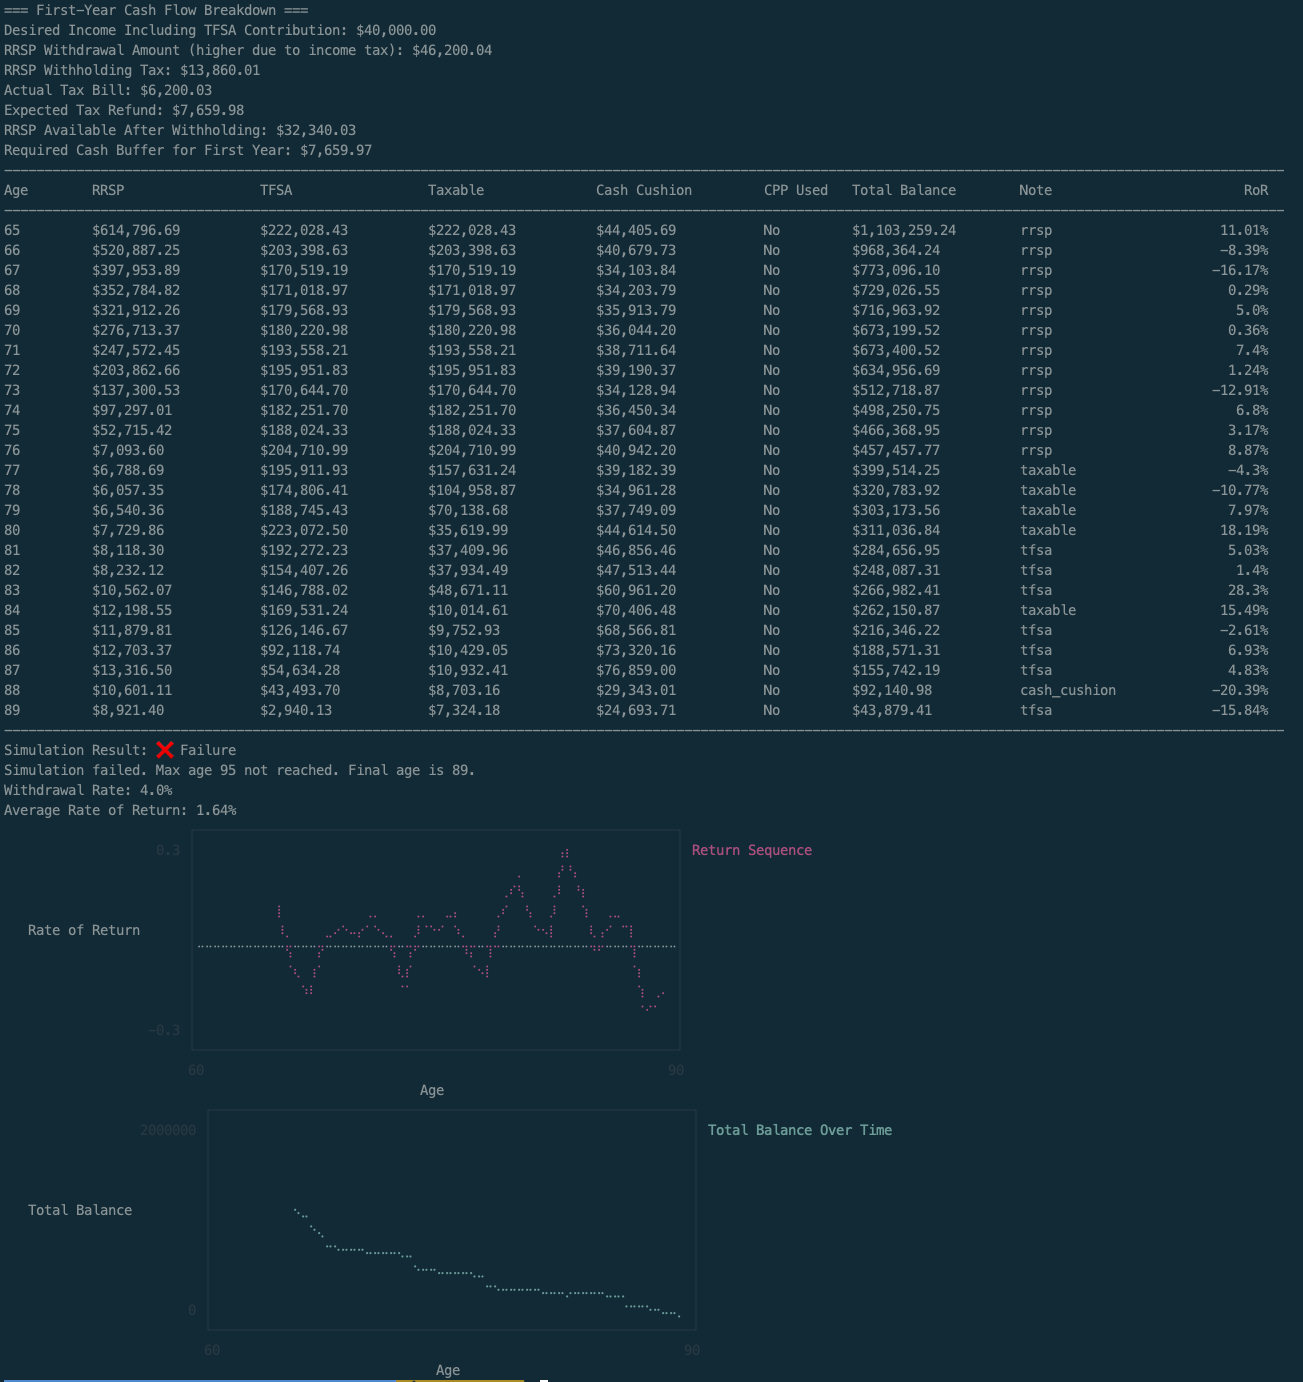 === First-Year Cash Flow Breakdown ===
Desired Income Including TFSA Contribution: $40,000.00
RRSP Withdrawal Amount (higher due to income tax): $46,200.04
RRSP Withholding Tax: $13,860.01
Actual Tax Bill: $6,200.03
Expected Tax Refund: $7,659.98
RRSP Available After Withholding: $32,340.03
Required Cash Buffer for First Year: $7,659.97
Age RRSP TFSA Taxable Cash Cushion CPP Used Total Balance Note RoR
65 $614,796.69 $222,028.43 $222,028.43 $44,405.69 No $1,103,259.24 rrsp 11.01%
66 $520,887.25 $203,398.63 $203,398.63 $40,679.73 No $968,364.24 rrsp -8.39%
67 $397,953.89 $170,519.19 $170,519.19 $34,103.84 No $773,096.10 rrsp -16.17%
68 $352,784.82 $171,018.97 $171,018.97 $34,203.79 No $729,026.55 rrsp 0.29%
69 $321,912.26 $179,568.93 $179,568.93 $35,913.79 No $716,963.92 rrsp 5.0%
70 $276,713.37 $180,220.98 $180,220.98 $36,044.20 No $673,199.52 rrsp 0.36%
71 $247,572.45 $193,558.21 $193,558.21 $38,711.64 No $673,400.52 rrsp 7.4%
72 $203,862.66 $195,951.83 $195,951.83 $39,190.37 No $634,956.69 rrsp 1.24%
73 $137,300.53 $170,644.70 $170,644.70 $34,128.94 No $512,718.87 rrsp -12.91%
74 $97,297.01 $182,251.70 $182,251.70 $36,450.34 No $498,250.75 rrsp 6.8%
75 $52,715.42 $188,024.33 $188,024.33 $37,604.87 No $466,368.95 rrsp 3.17%
76 $7,093.60 $204,710.99 $204,710.99 $40,942.20 No $457,457.77 rrsp 8.87%
77 $6,788.69 $195,911.93 $157,631.24 $39,182.39 No $399,514.25 taxable -4.3%
78 $6,057.35 $174,806.41 $104,958.87 $34,961.28 No $320,783.92 taxable -10.77%
79 $6,540.36 $188,745.43 $70,138.68 $37,749.09 No $303,173.56 taxable 7.97%
80 $7,729.86 $223,072.50 $35,619.99 $44,614.50 No $311,036.84 taxable 18.19%
81 $8,118.30 $192,272.23 $37,409.96 $46,856.46 No $284,656.95 tfsa 5.03%
82 $8,232.12 $154,407.26 $37,934.49 $47,513.44 No $248,087.31 tfsa 1.4%
83 $10,562.07 $146,788.02 $48,671.11 $60,961.20 No $266,982.41 tfsa 28.3%
84 $12,198.55 $169,531.24 $10,014.61 $70,406.48 No $262,150.87 taxable 15.49%
85 $11,879.81 $126,146.67 $9,752.93 $68,566.81 No $216,346.22 tfsa -2.61%
86 $12,703.37 $92,118.74 $10,429.05 $73,320.16 No $188,571.31 tfsa 6.93%
87 $13,316.50 $54,634.28 $10,932.41 $76,859.00 No $155,742.19 tfsa 4.83%
88 $10,601.11 $43,493.70 $8,703.16 $29,343.01 No $92,140.98 cash_cushion -20.39%
89 $8,921.40 $2,940.13 $7,324.18 $24,693.71 No $43,879.41 tfsa -15.84%
Simulation Result: ❌ Failure
Simulation failed. Max age 95 not reached. Final age is 89.
Withdrawal Rate: 4.0%
Average Rate of Return: 1.64%
0.3 Return Sequence
Rate of Return
-0.3
60 90
Age
2000000 Total Balance Over Time
Total Balance
0
60 90
Age